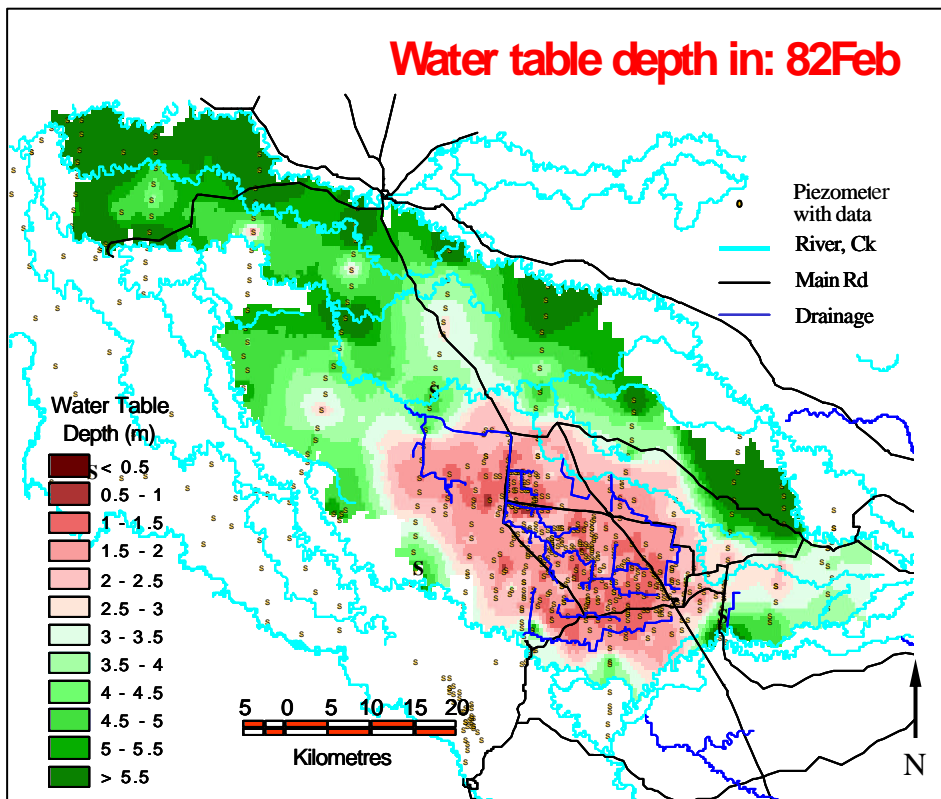 Water table depth in: 82Feb
Piezometer
with data
River, Ck
Main Rd
Drainage
Water Table
Depth (m)
< 0.5
0.5 - 1
1 - 1.5
1.5 - 2
2 - 2.5
2.5 - 3
3 - 3.5
3.5 - 4
4 - 4.5
4.5 - 5
5 - 5.5
> 5.5
5 0 5 10 15 20
Kilometres
N